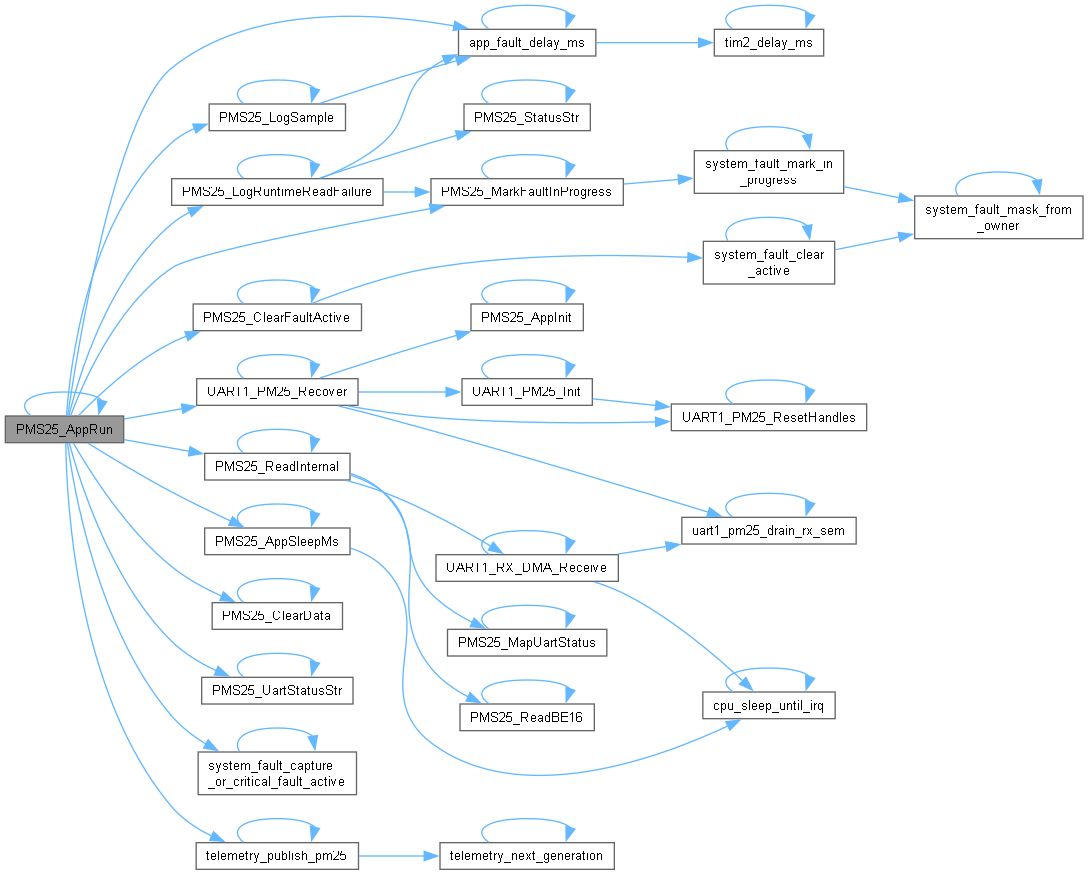 app_fault_delay_ms
tim2_delay_ms
PMS25_LogSample
PMS25_StatusStr
PMS25_LogRuntimeReadFailure
PMS25_MarkFaultInProgress
system_fault_mark_in
_progress
system_fault_mask_from
_owner
system_fault_clear
_active
PMS25_ClearFaultActive
PMS25_AppInit
UART1_PM25_Recover
UART1_PM25_Init
UART1_PM25_ResetHandles
PMS25_AppRun
PMS25_ReadInternal
uart1_pm25_drain_rx_sem
PMS25_AppSleepMs
UART1_RX_DMA_Receive
PMS25_ClearData
PMS25_MapUartStatus
PMS25_UartStatusStr
PMS25_ReadBE16
cpu_sleep_until_irq
system_fault_capture
_or_critical_fault_active
telemetry_publish_pm25
telemetry_next_generation